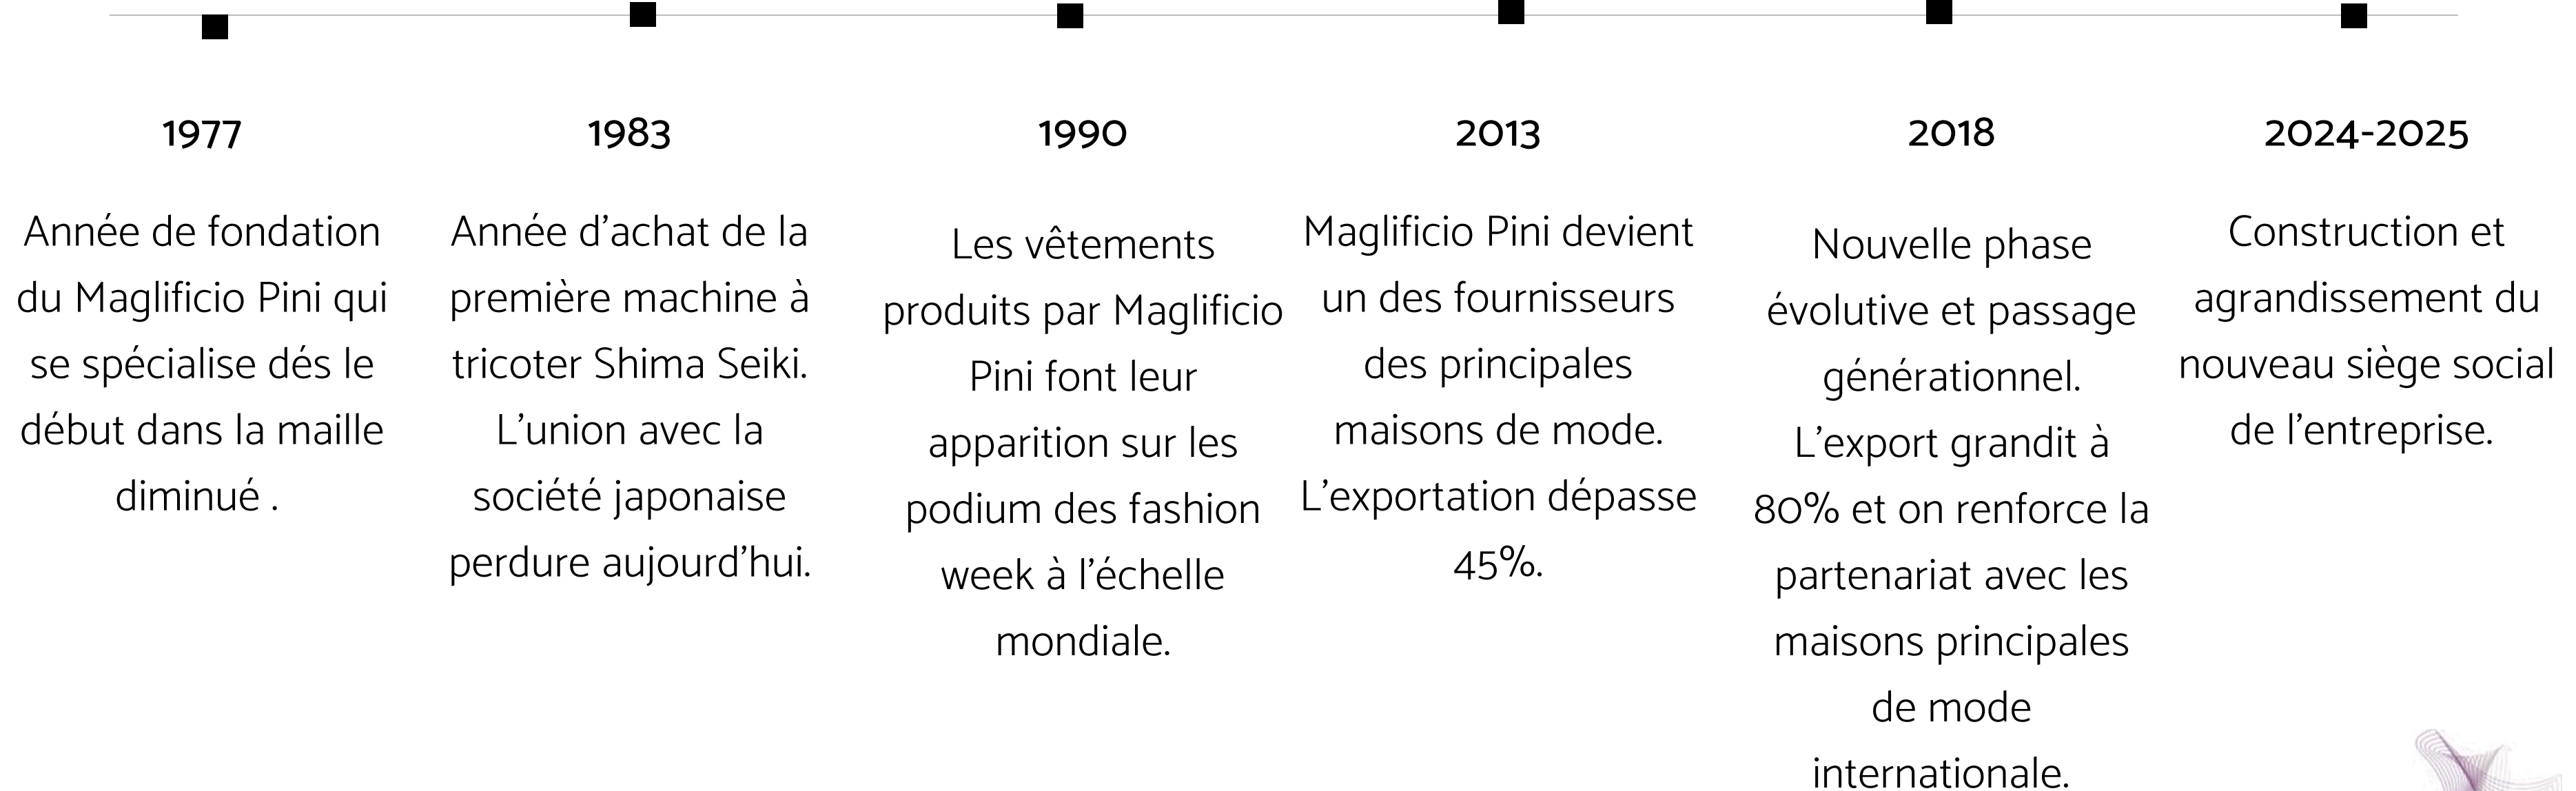 1977
Année de fondation
du Maglificio Pini qui
se spécialise dés le
début dans la maille
diminué .
1983
Année d’achat de la
première machine à
tricoter Shima Seiki.
L’union avec la
société japonaise
perdure aujourd’hui.
1990
Les vêtements
produits par Maglificio
Pini font leur
apparition sur les
podium des fashion
week à l’échelle
mondiale.
2013
Maglificio Pini devient
un des fournisseurs
des principales
maisons de mode.
L’exportation dépasse
45%.
2018
Nouvelle phase
évolutive et passage
générationnel.
L’export grandit à
80% et on renforce la
partenariat avec les
maisons principales
de mode
internationale.
2024-2025
Construction et
agrandissement du
nouveau siège social
de l’entreprise.